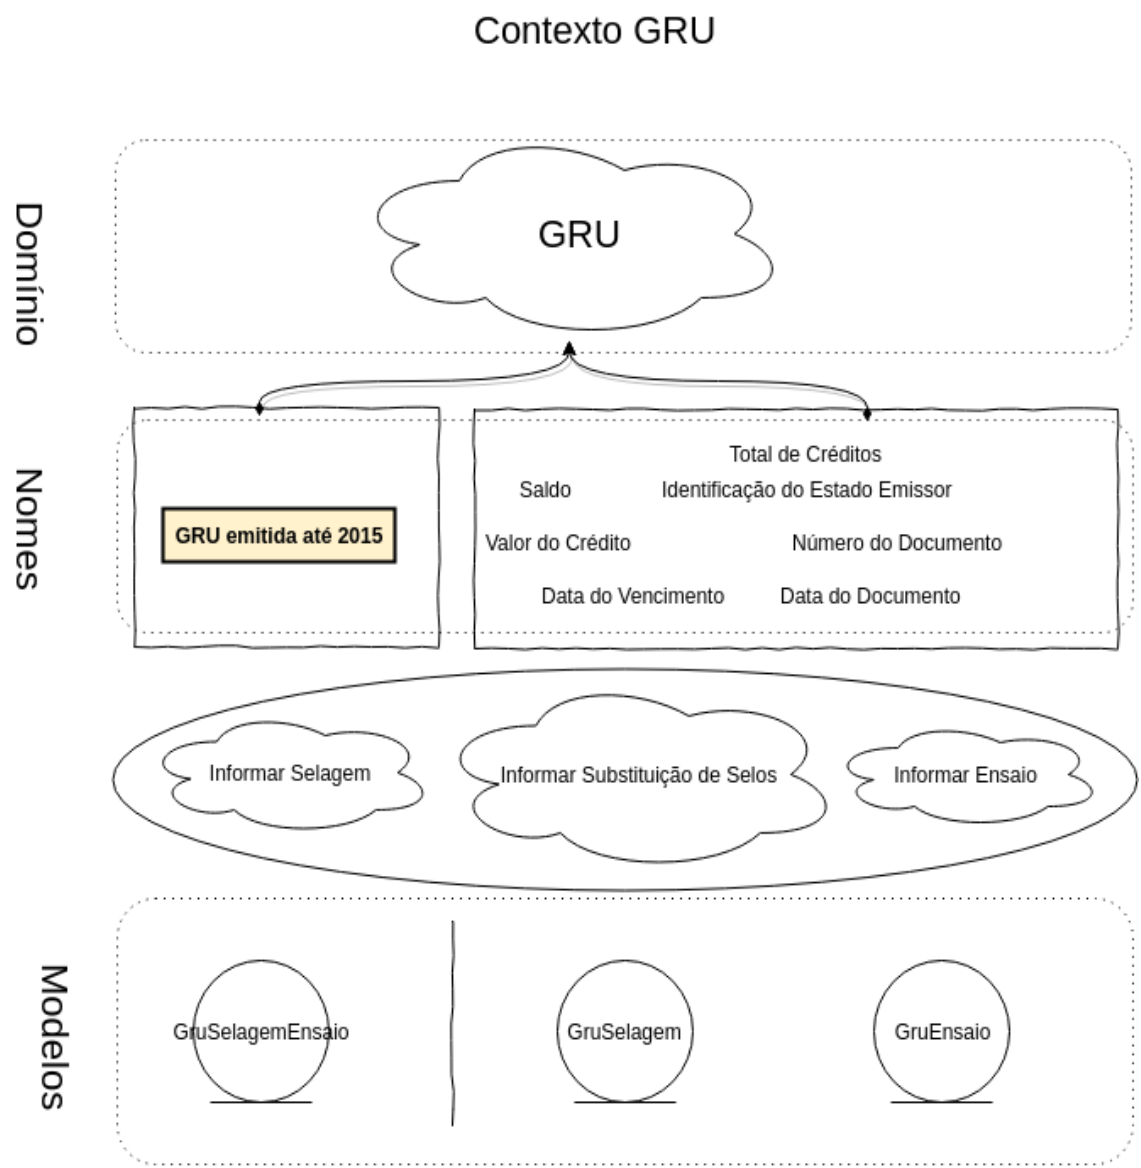 Contexto GRU
Domínio
GRU
Nomes
GRU emitida até 2015
Total de Créditos
Saldo
Identificação do Estado Emissor
Valor do Crédito
Número do Documento
Data do Vencimento
Data do Documento
Informar Selagem
Informar Substituição de Selos
Informar Ensaio
Modelos
GruSelagemEnsaio
GruSelagem
GruEnsaio